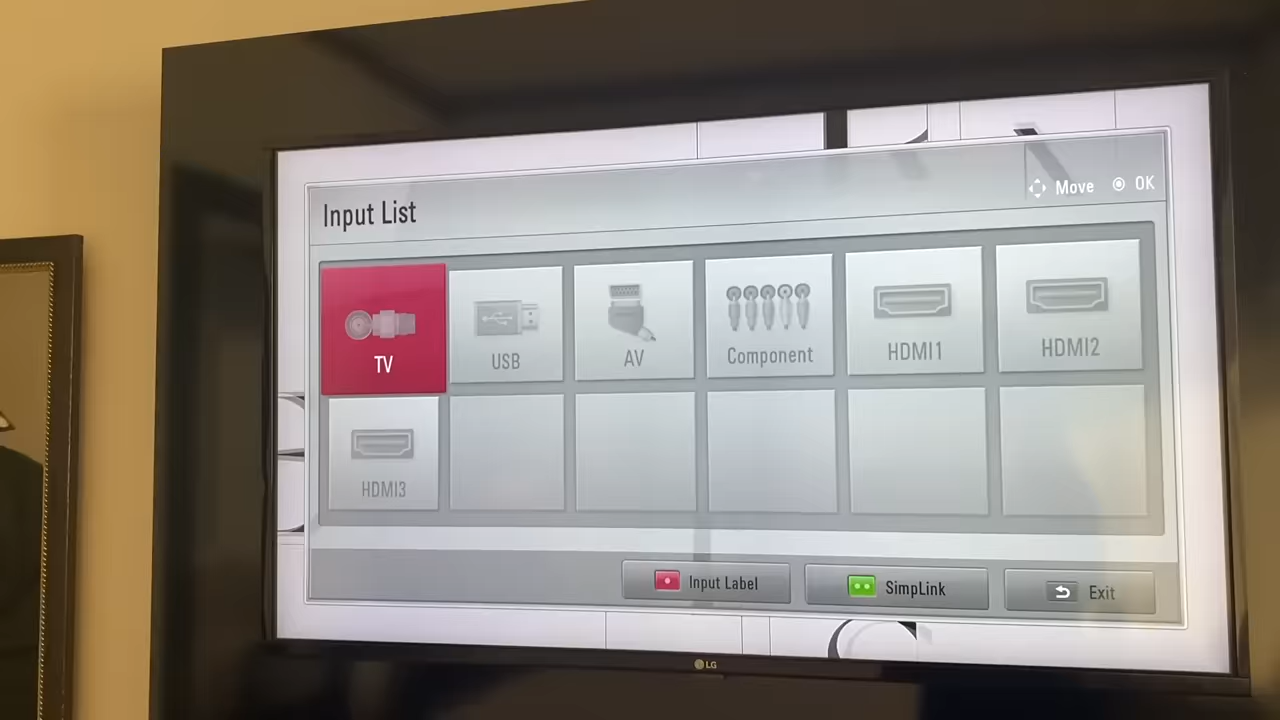 Input List
Move OK
TV
USB
AV
Component
HDMI1
HDMI2
HDMI3
Input Label
SimpLink
Exit
LG